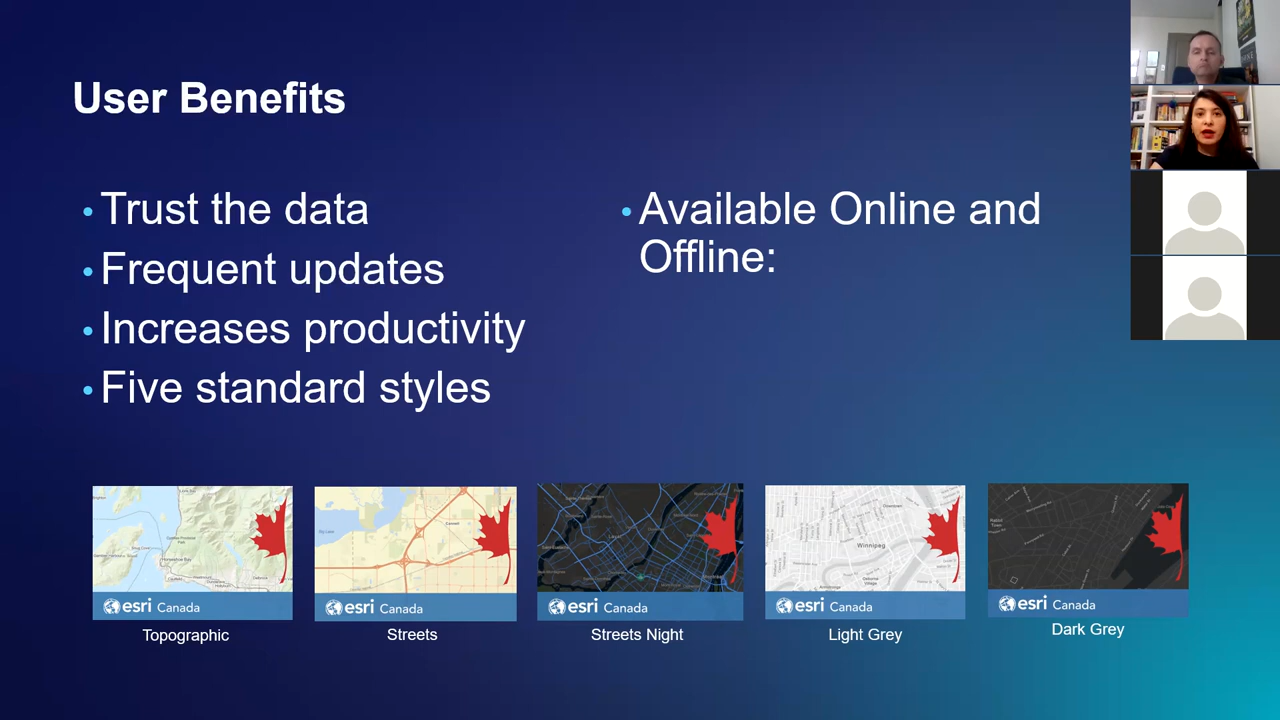 User Benefits
• Trust the data
• Frequent updates
• Increases productivity
• Five standard styles
• Available Online and
Offline:
Winnipeg
esri Canada
esri Canada
esri Canada
esri Canada
esri Canada
Topographic
Streets
Streets Night
Light Grey
Dark Grey